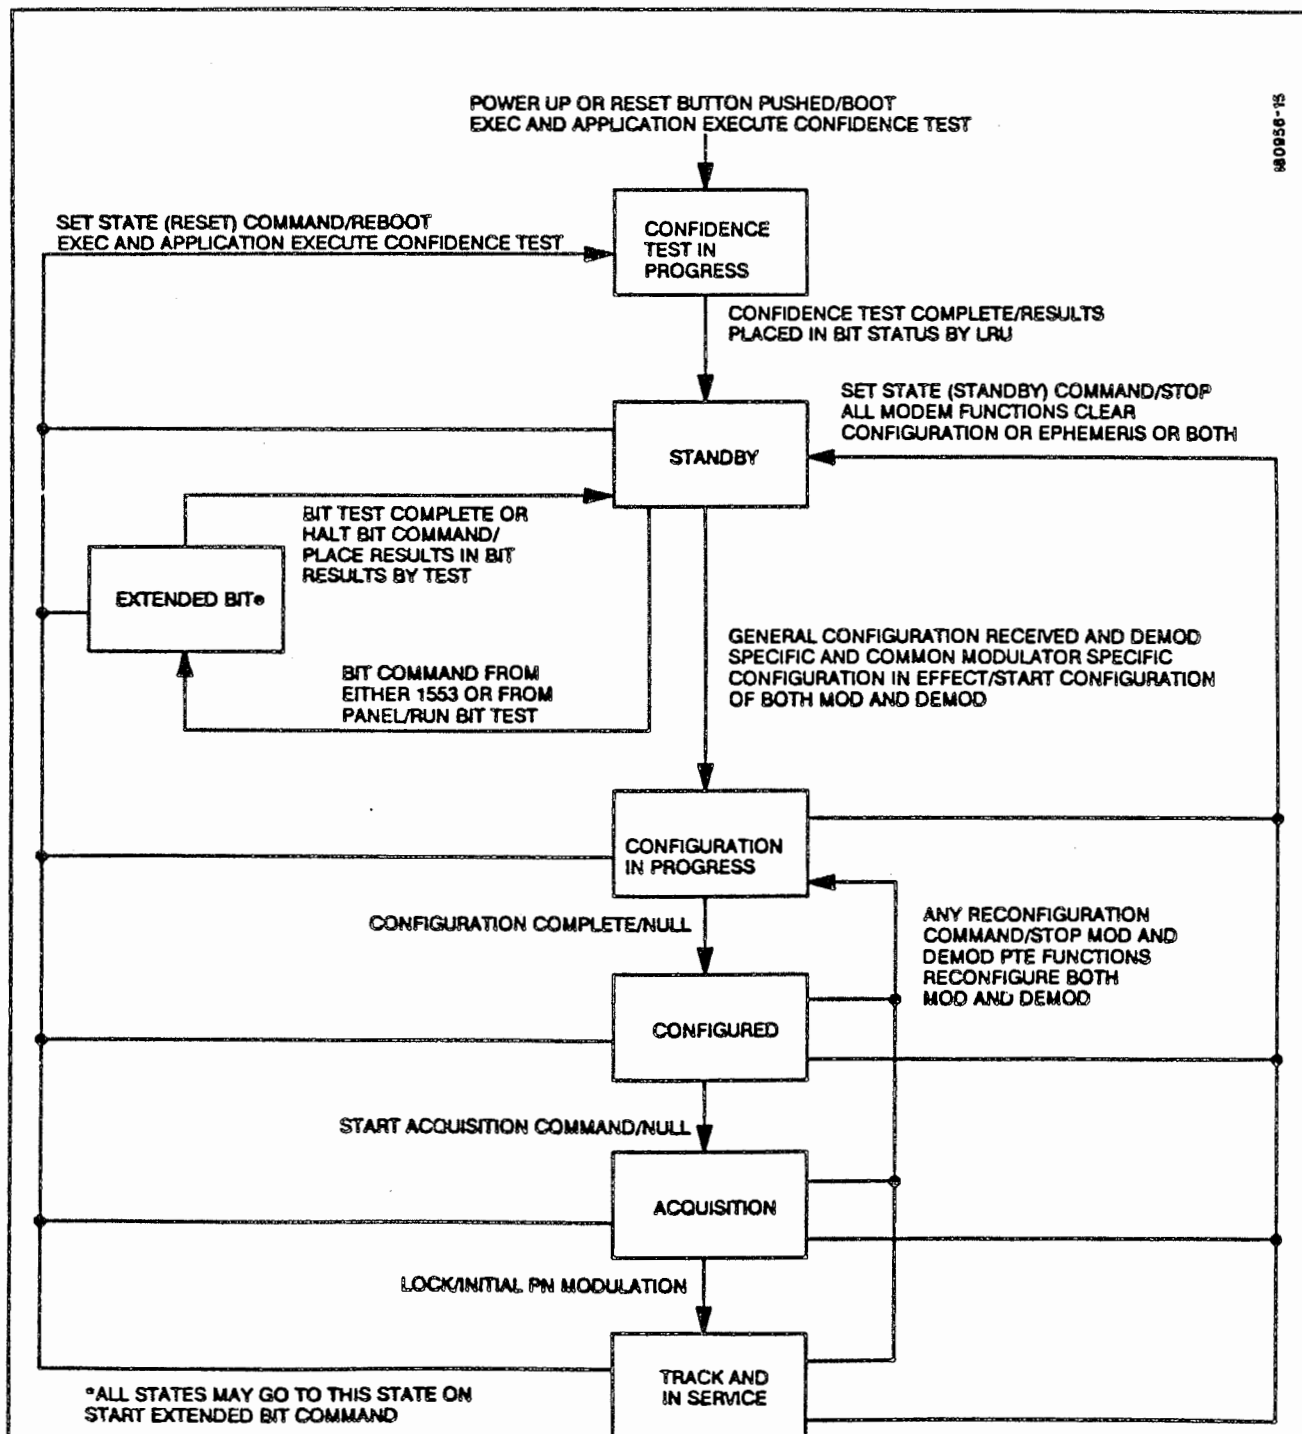 POWER UP OR RESET BUTTON PUSHED/BOOT
EXEC AND APPLICATION EXECUTE CONFIDENCE TEST
880956-15
SET STATE (RESET) COMMAND/REBOOT
EXEC AND APPLICATION EXECUTE CONFIDENCE TEST
CONFIDENCE
TEST IN
PROGRESS
CONFIDENCE TEST COMPLETE/RESULTS
PLACED IN BIT STATUS BY LRU
SET STATE (STANDBY) COMMAND/STOP
ALL MODEM FUNCTIONS CLEAR
CONFIGURATION OR EPHEMERIS OR BOTH
STANDBY
BIT TEST COMPLETE OR
HALT BIT COMMAND/
PLACE RESULTS IN BIT
RESULTS BY TEST
EXTENDED BIT*
BIT COMMAND FROM
EITHER 1553 OR FROM
PANEL/RUN BIT TEST
GENERAL CONFIGURATION RECEIVED AND DEMOD
SPECIFIC AND COMMON MODULATOR SPECIFIC
CONFIGURATION IN EFFECT/START CONFIGURATION
OF BOTH MOD AND DEMOD
CONFIGURATION
IN PROGRESS
CONFIGURATION COMPLETE/NULL
ANY RECONFIGURATION
COMMAND/STOP MOD AND
DEMOD PTE FUNCTIONS
RECONFIGURE BOTH
MOD AND DEMOD
CONFIGURED
START ACQUISITION COMMAND/NULL
ACQUISITION
LOCK/INITIAL PN MODULATION
TRACK AND
IN SERVICE
*ALL STATES MAY GO TO THIS STATE ON
START EXTENDED BIT COMMAND